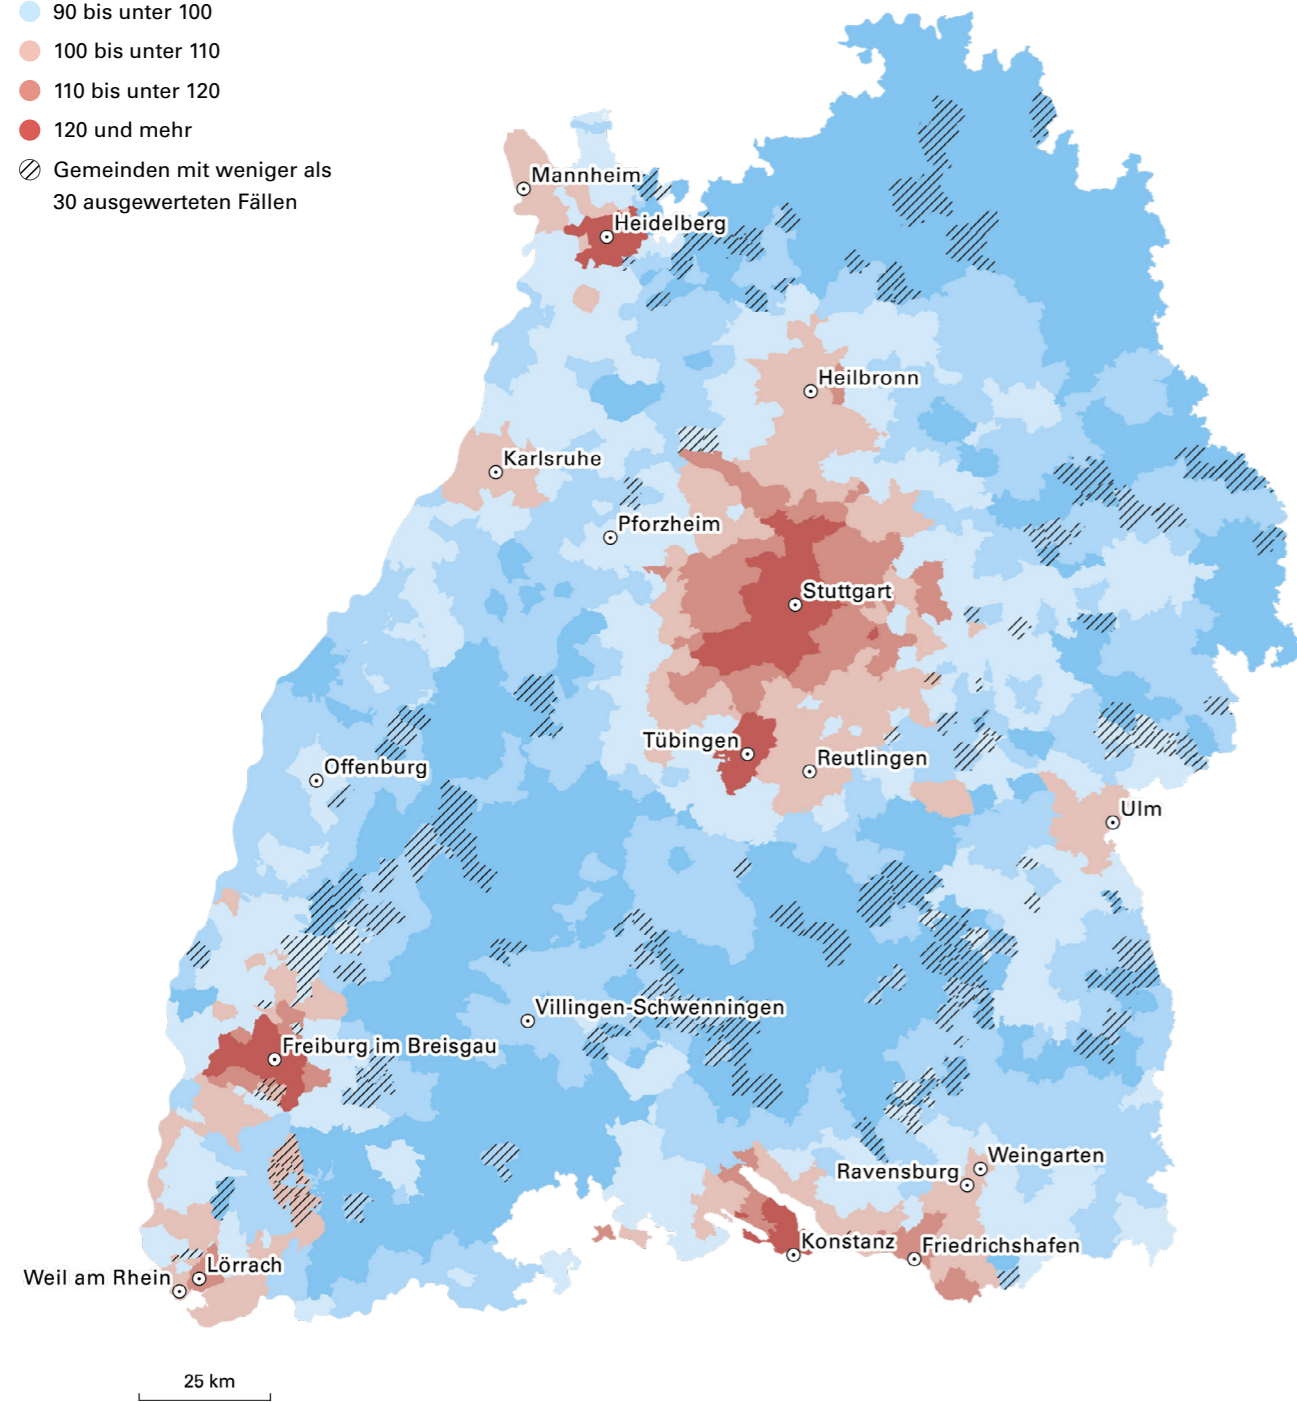 90 bis unter 100
100 bis unter 110
110 bis unter 120
120 und mehr
Gemeinden mit weniger als
30 ausgewerteten Fällen
Mannheim
Heidelberg
Heilbronn
Karlsruhe
Pforzheim
Stuttgart
Tübingen
Reutlingen
Offenburg
Ulm
Villingen-Schwenningen
Freiburg im Breisgau
Weingarten
Ravensburg
Konstanz
Friedrichshafen
Lörrach
Weil am Rhein
25 km